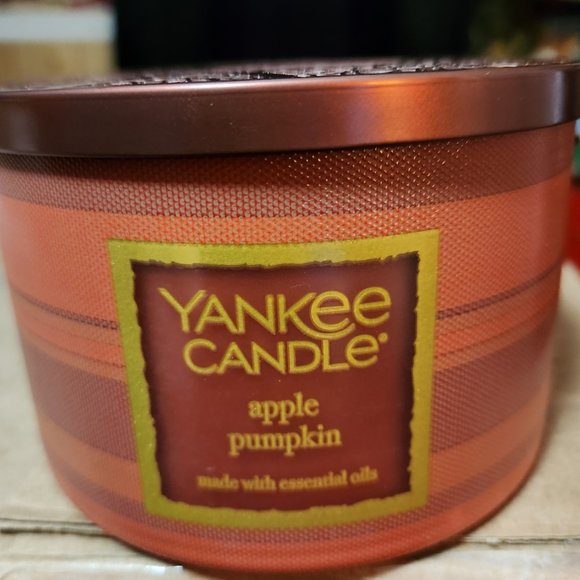 YANKee
CANDLe®
apple
pumpkin
made with essential oils